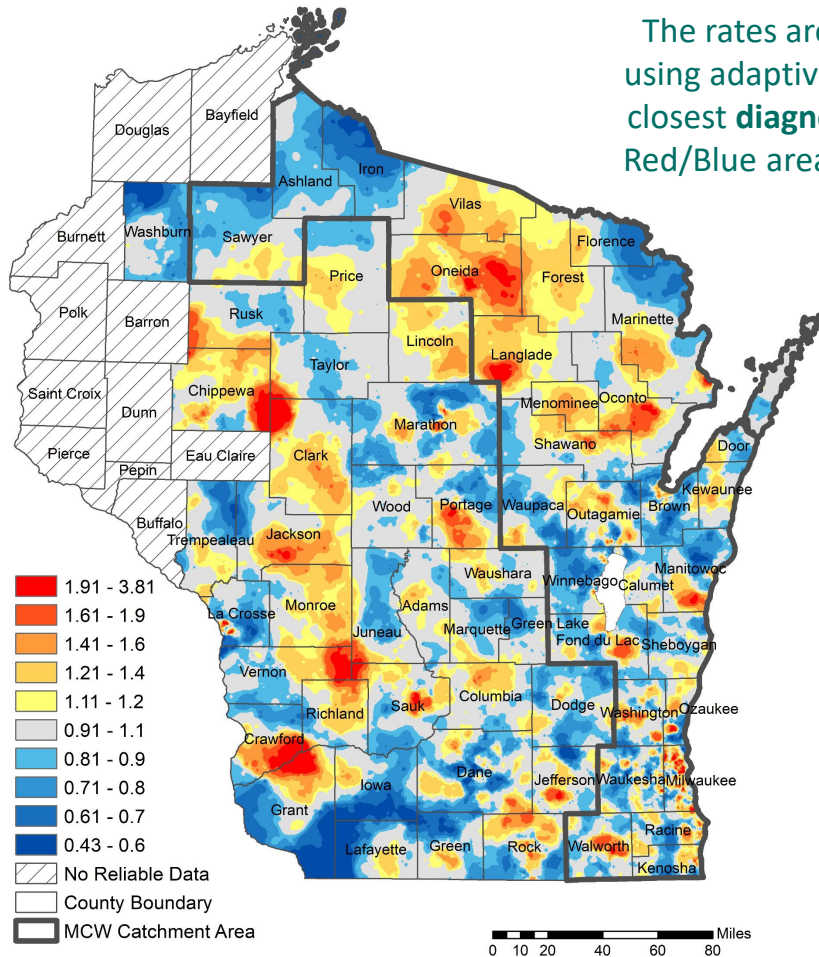 The rates are
using adaptiv
closest diagno
Red/Blue area
Douglas
Bayfield
Ashland
Iron
Burnett
Washburn
Sawyer
Vilas
Florence
Price
Oneida
Forest
Polk
Barron
Rusk
Marinette
Lincoln
Langlade
Taylor
Saint Croix
Dunn
Chippewa
Menominee
Oconto
Marathon
Shawano
Pierce
Eau Claire
Clark
Door
Pepin
Kewaunee
Buffalo
Wood
Portage
Waupaca
Outagamie
Brown
Trempealeau
Jackson
Waushara
Winnebago
Calumet
Manitowoc
La Crosse
Monroe
Adams
Juneau
Marquette
Green Lake
Fond du Lac
Sheboygan
Vernon
Richland
Sauk
Columbia
Dodge
Washington
Ozaukee
Crawford
Iowa
Dane
Jefferson
Waukesha
Milwaukee
Grant
Lafayette
Green
Rock
Walworth
Racine
Kenosha
1.91 - 3.81
1.61 - 1.9
1.41 - 1.6
1.21 - 1.4
1.11 - 1.2
0.91 - 1.1
0.81 - 0.9
0.71 - 0.8
0.61 - 0.7
0.43 - 0.6
No Reliable Data
County Boundary
MCW Catchment Area
Miles
0 10 20 40 60 80